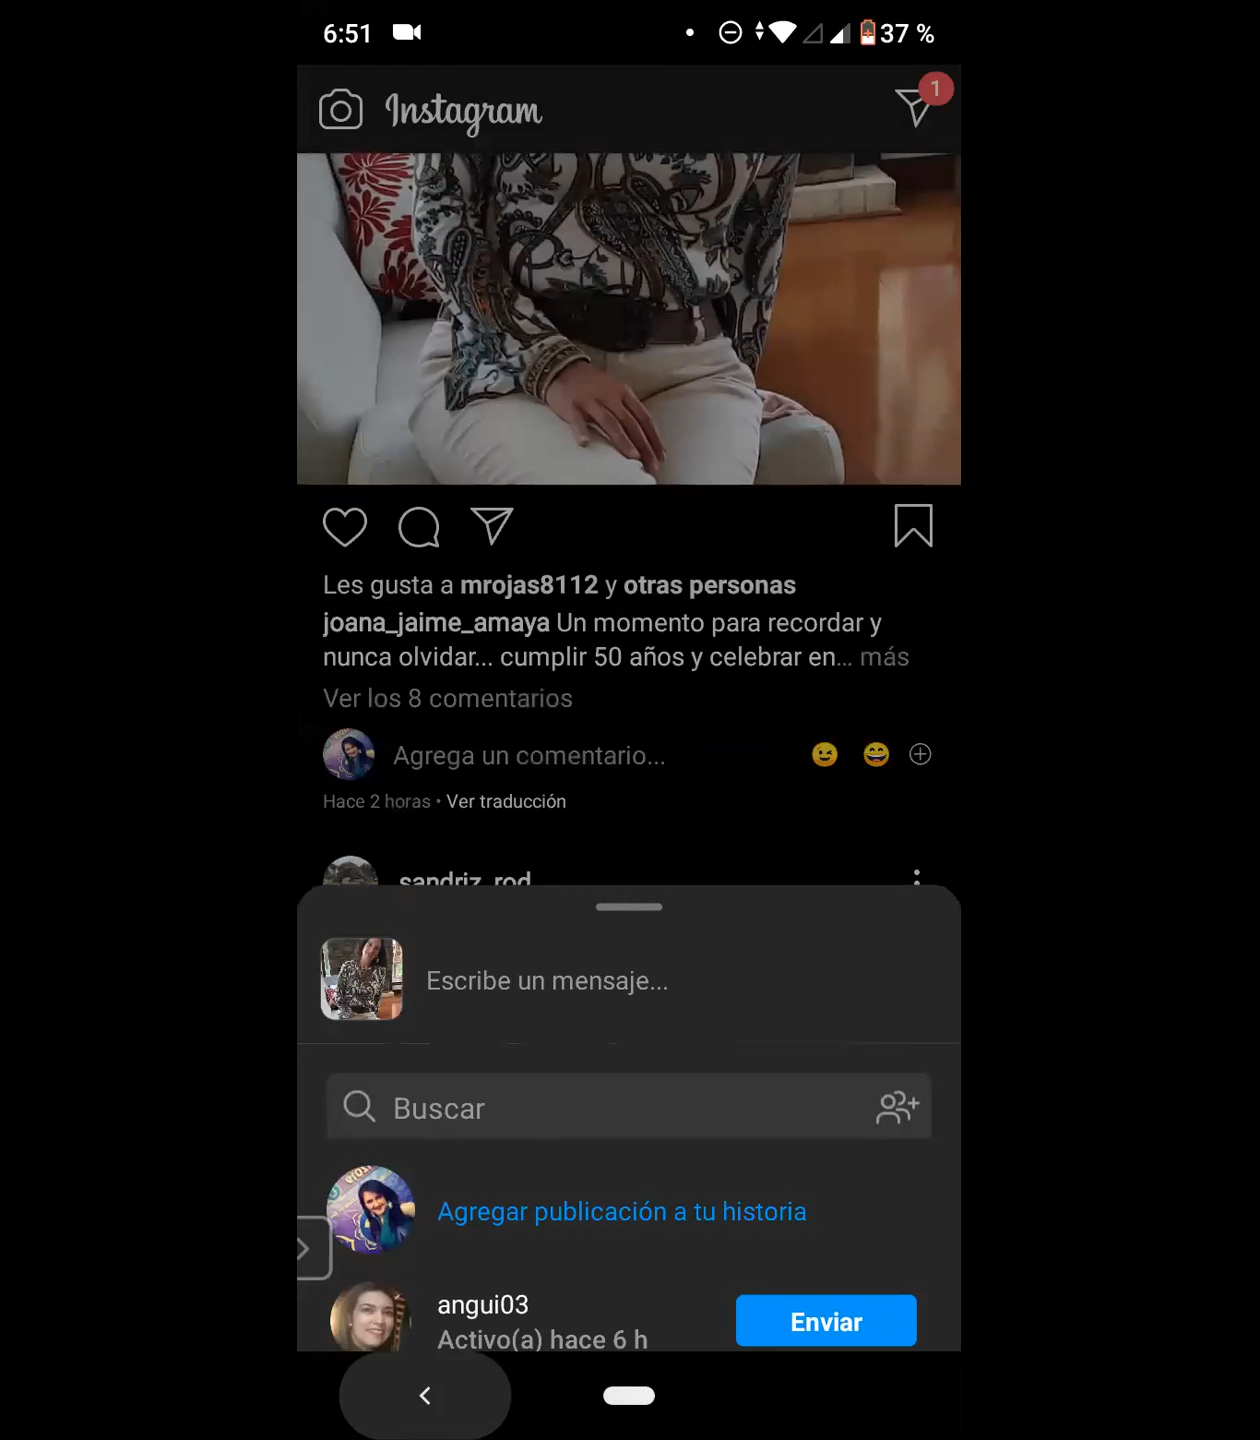 6:51
37 %
Instagram
1
Les gusta a mrojas8112 y otras personas
joana_jaime_amaya Un momento para recordar y
nunca olvidar... cumplir 50 años y celebrar en... más
Ver los 8 comentarios
Agrega un comentario...
Hace 2 horas • Ver traducción
sandriz_rod
Escribe un mensaje...
Buscar
Agregar publicación a tu historia
angui03
Enviar
Activo(a) hace 6 h